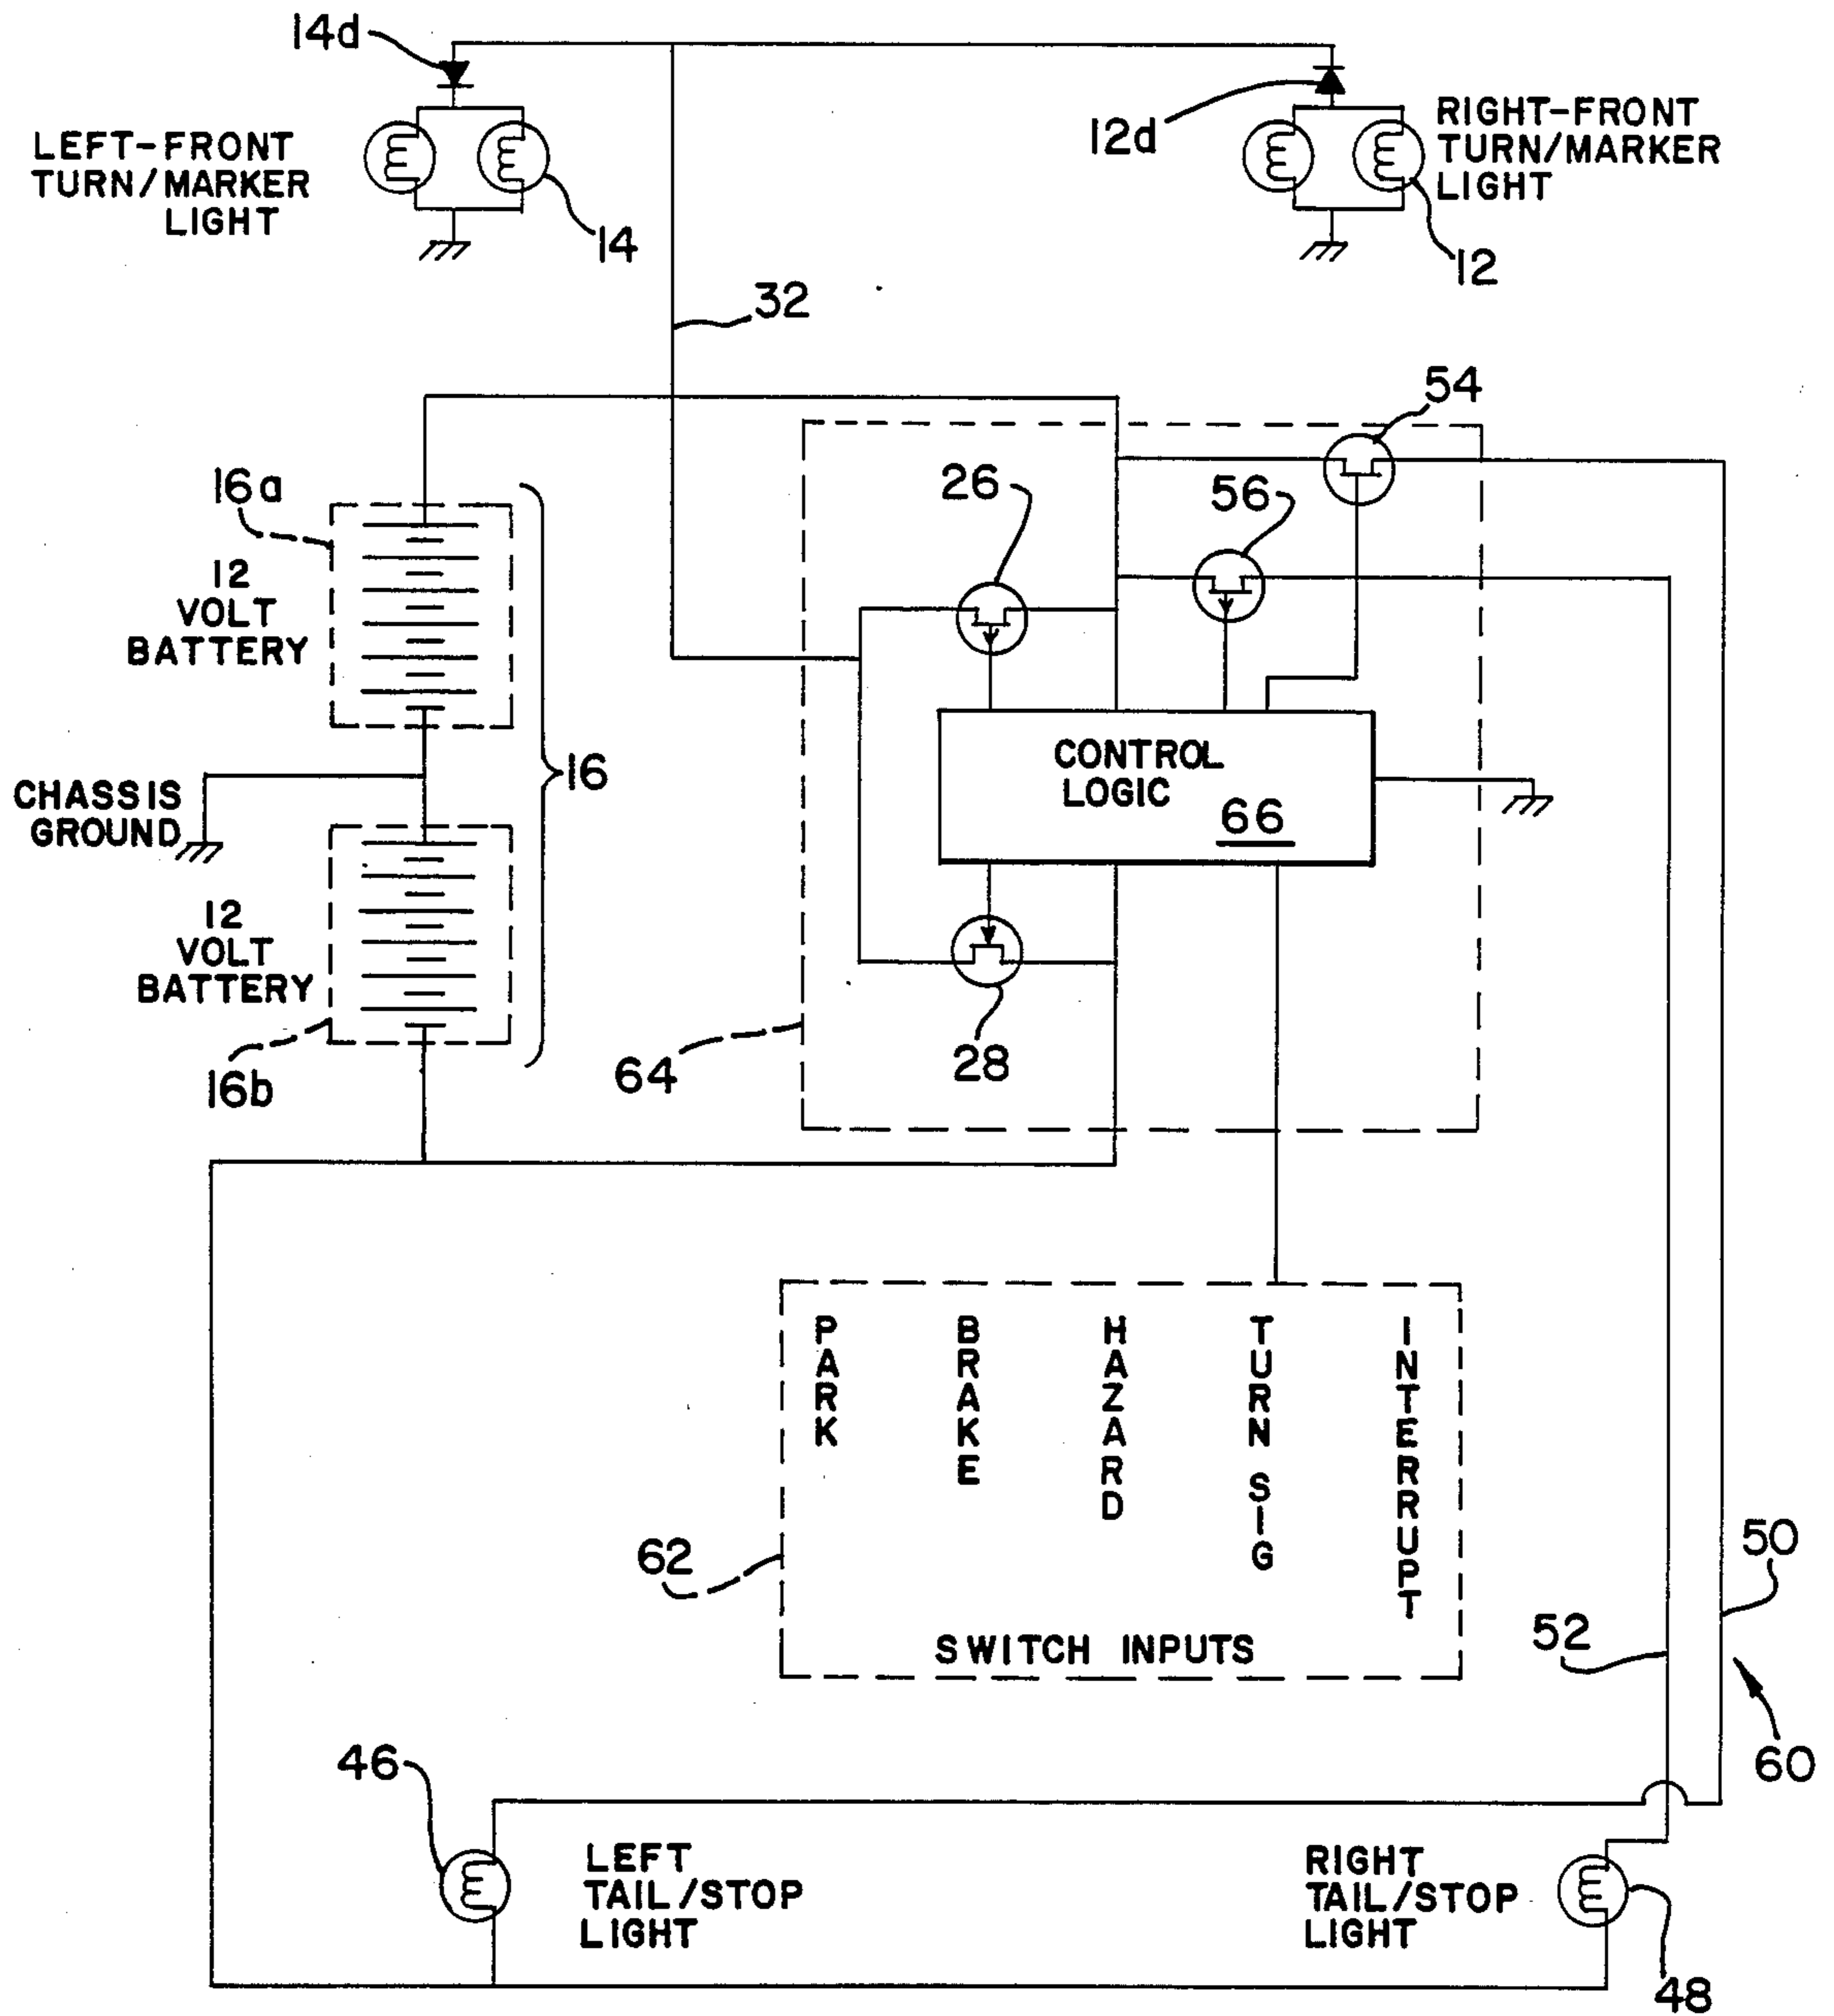 14d
12d
LEFT-FRONT
TURN/MARKER
LIGHT
14
RIGHT-FRONT
TURN/MARKER
LIGHT
12
32
54
16a
26
56
12
VOLT
BATTERY
16
CHASSIS
GROUND
CONTROL
LOGIC
66
12
VOLT
BATTERY
16b
64
28
PARK
BRAKE
HAZARD
TURN SIG
INTERRUPT
62
SWITCH INPUTS
50
52
60
46
LEFT
TAIL/STOP
LIGHT
RIGHT
TAIL/STOP
LIGHT
48